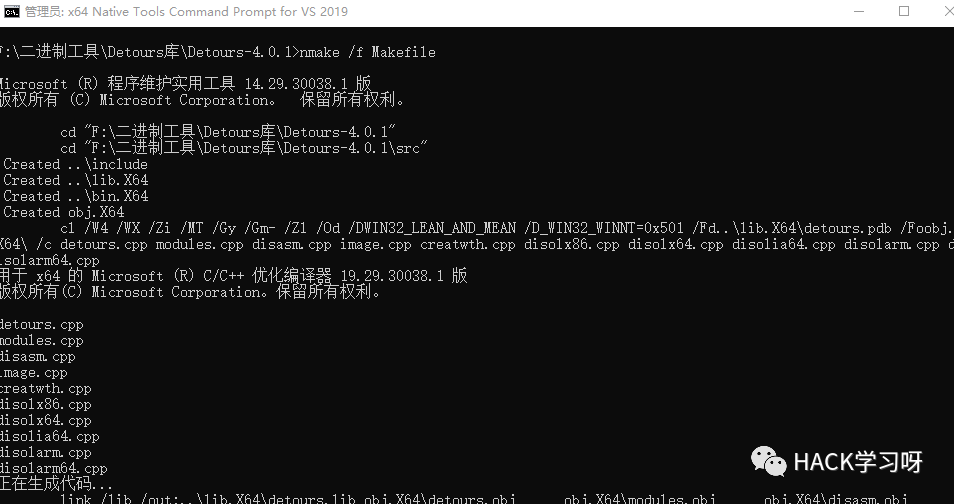 管理员: x64 Native Tools Command Prompt for VS 2019
F:\二进制工具\Detours库\Detours-4.0.1>nmake /f Makefile
Microsoft (R) 程序维护实用工具 14.29.30038.1 版
版权所有 (C) Microsoft Corporation。 保留所有权利。
cd "F:\二进制工具\Detours库\Detours-4.0.1"
cd "F:\二进制工具\Detours库\Detours-4.0.1\src"
Created ..\include
Created ..\lib.X64
Created ..\bin.X64
Created obj.X64
cl /W4 /WX /Zi /MT /Gy /Gm- /Zl /Od /DWIN32_LEAN_AND_MEAN /D_WIN32_WINNT=0x501 /Fd..\lib.X64\detours.pdb /Foobj.
X64\ /c detours.cpp modules.cpp disasm.cpp image.cpp creatwth.cpp disolx86.cpp disolx64.cpp disolia64.cpp disolarm.cpp d
isolarm64.cpp
用于 x64 的 Microsoft (R) C/C++ 优化编译器 19.29.30038.1 版
版权所有(C) Microsoft Corporation。保留所有权利。
detours.cpp
modules.cpp
disasm.cpp
image.cpp
creatwth.cpp
disolx86.cpp
disolx64.cpp
disolia64.cpp
disolarm.cpp
disolarm64.cpp
正在生成代码...
link /lib /out:..\lib.X64\detours.lib obj.X64\detours.obj obj.X64\modules.obj obj.X64\disasm.obj
HACK学习呀